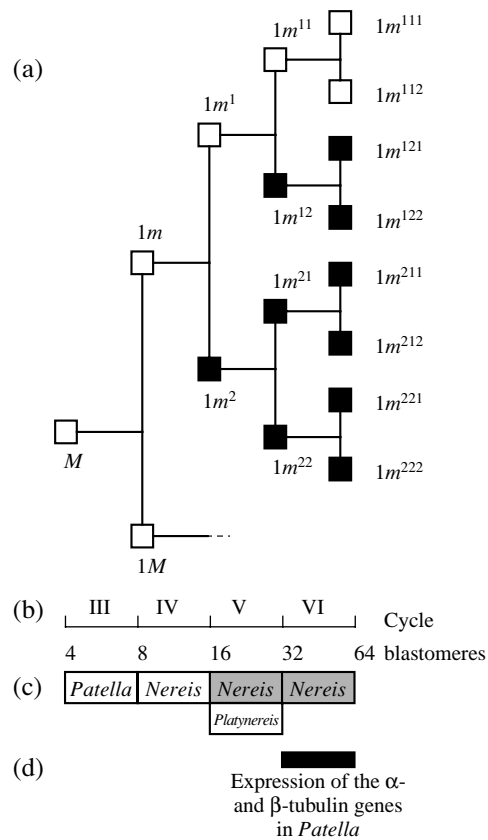 (a)
1m¹¹¹
1m¹¹
1m¹¹²
1m¹
1m¹²¹
1m¹²
1m¹²²
1m
1m²¹
1m²¹¹
1m²¹²
1m²
1m²²¹
1m²²
1m²²²
M
1M
(b) III IV V VI Cycle
4 8 16 32 64 blastomeres
(c) Patella Nereis Nereis Nereis
Platynereis
(d)
Expression of the α-
and β-tubulin genes
in Patella